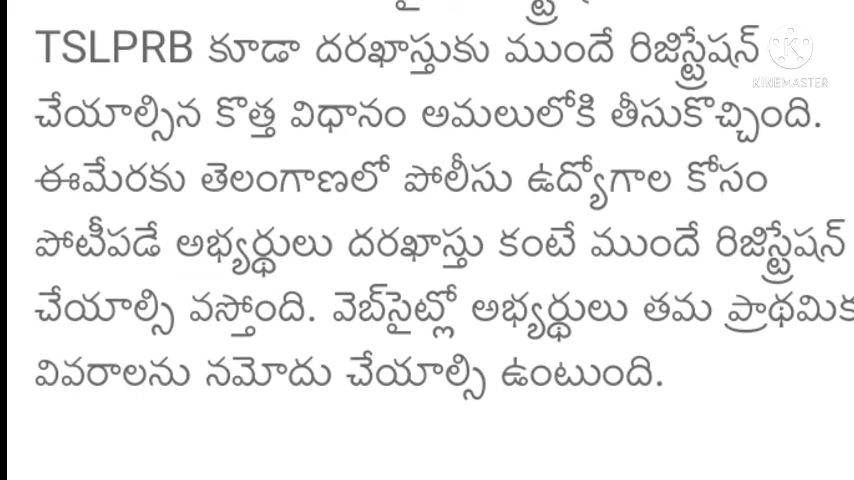 TSLPRB కూడా దరఖాస్తుకు ముందే రిజిస్ట్రేషన్
KINEMASTER
చేయాల్సిన కొత్త విధానం అమలులోకి తీసుకొచ్చింది.
ఈమేరకు తెలంగాణలో పోలీసు ఉద్యోగాల కోసం
పోటీపడే అభ్యర్థులు దరఖాస్తు కంటే ముందే రిజిస్ట్రేషన్
చేయాల్సి వస్తోంది. వెబ్‌సైట్లో అభ్యర్థులు తమ ప్రాథమిక
వివరాలను నమోదు చేయాల్సి ఉంటుంది.